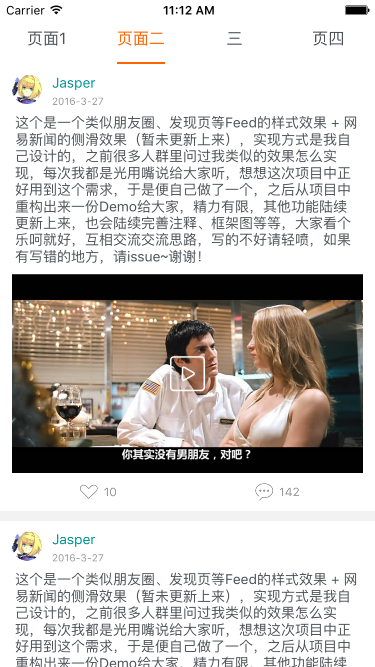 Carrier 11:12 AM
页面1 页面二 三 页四
Jasper
2016-3-27
这个是一个类似朋友圈、发现页等Feed的样式效果 + 网
易新闻的侧滑效果（暂未更新上来），实现方式是我自
己设计的，之前很多人群里问过我类似的效果怎么实
现，每次我都是光用嘴说给大家听，想想这次项目中正
好用到这个需求，于是便自己做了一个，之后从项目中
重构出来一份Demo给大家，精力有限，其他功能陆续
更新上来，也会陆续完善注释、框架图等等，大家看个
乐呵就好，互相交流交流思路，写的不好请轻喷，如果
有写错的地方，请issue~谢谢！
你其实没有男朋友，对吧？
10 142
Jasper
2016-3-27
这个是一个类似朋友圈、发现页等Feed的样式效果 + 网
易新闻的侧滑效果（暂未更新上来），实现方式是我自
己设计的，之前很多人群里问过我类似的效果怎么实
现，每次我都是光用嘴说给大家听，想想这次项目中正
好用到这个需求，于是便自己做了一个，之后从项目中
重构出来一份Demo给大家，精力有限，其他功能陆续